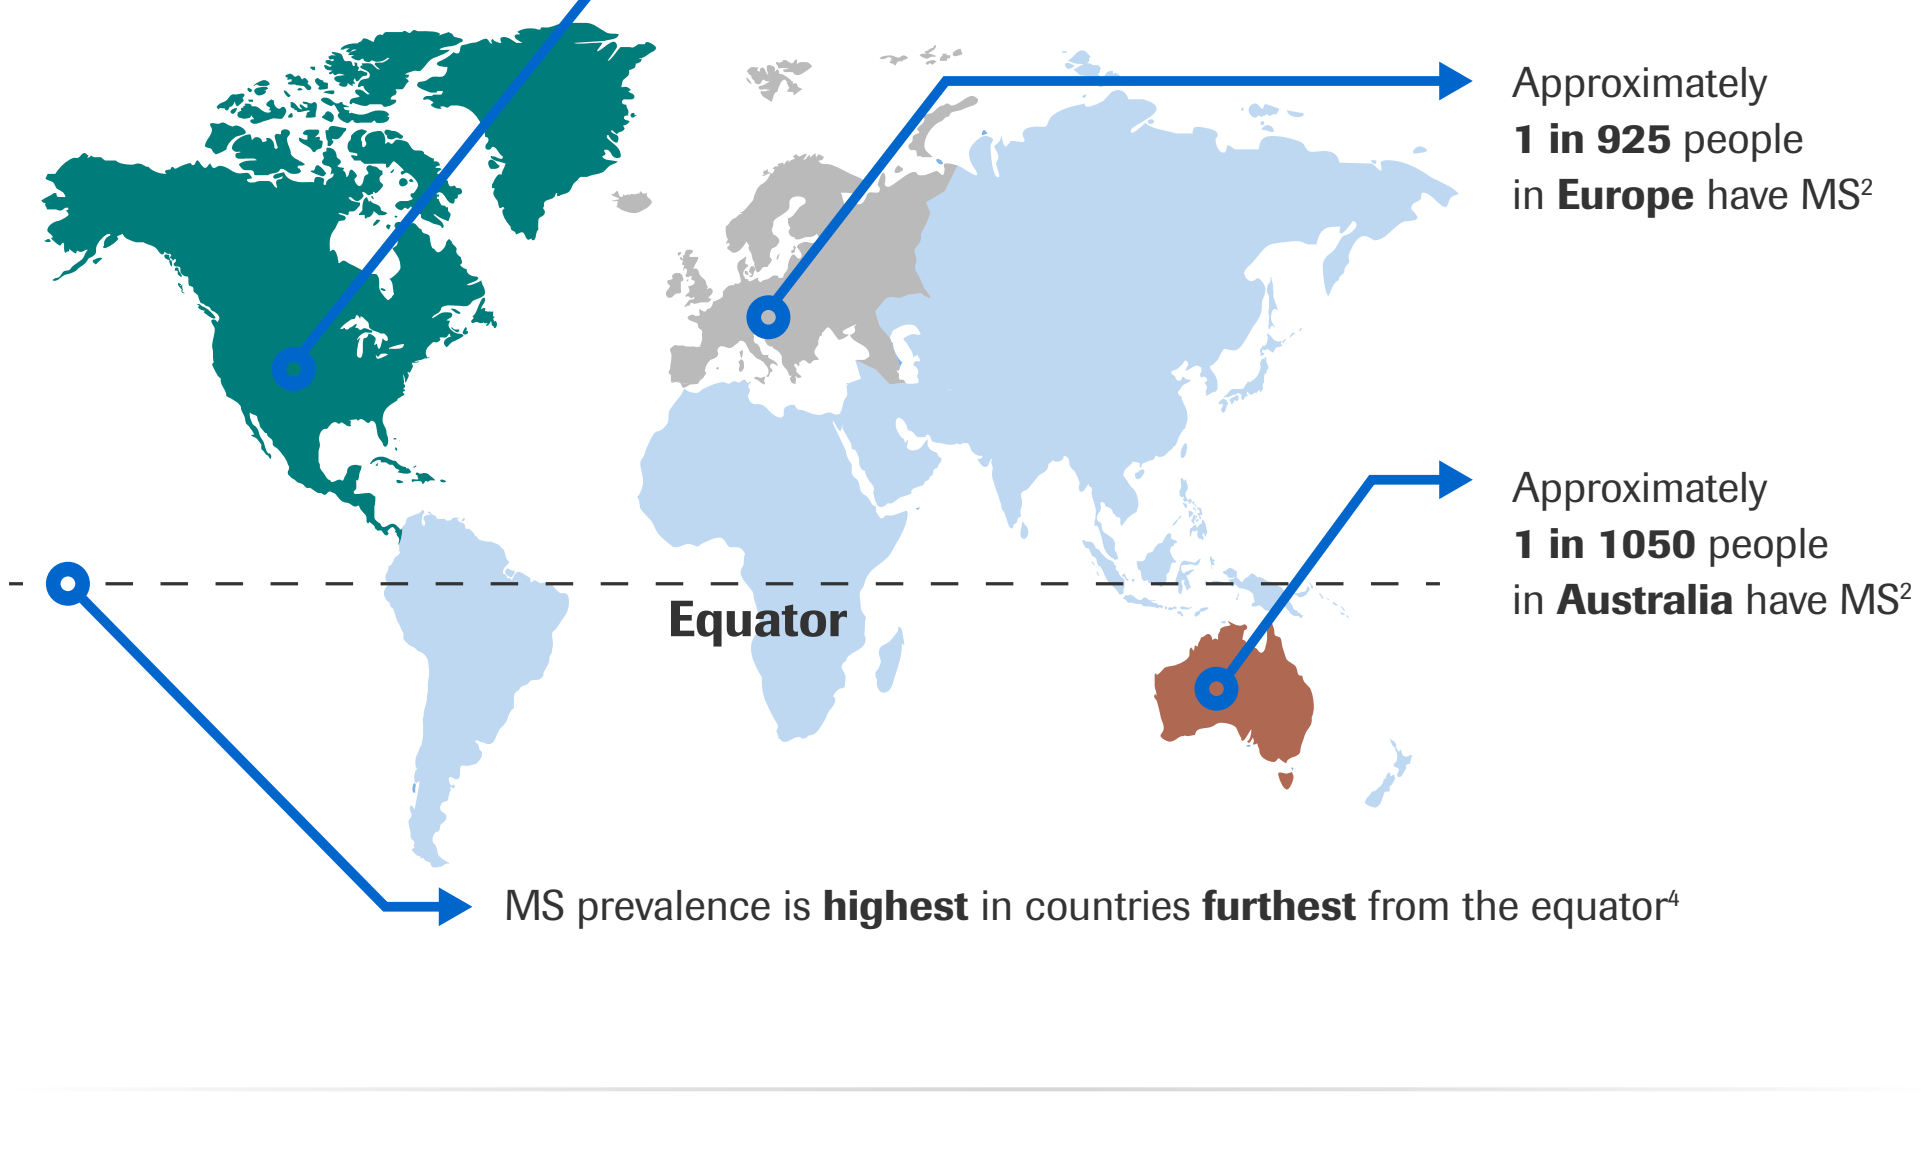 Approximately
1 in 925 people
in Europe have MS²
Approximately
1 in 1050 people
in Australia have MS²
Equator
MS prevalence is highest in countries furthest from the equator⁴